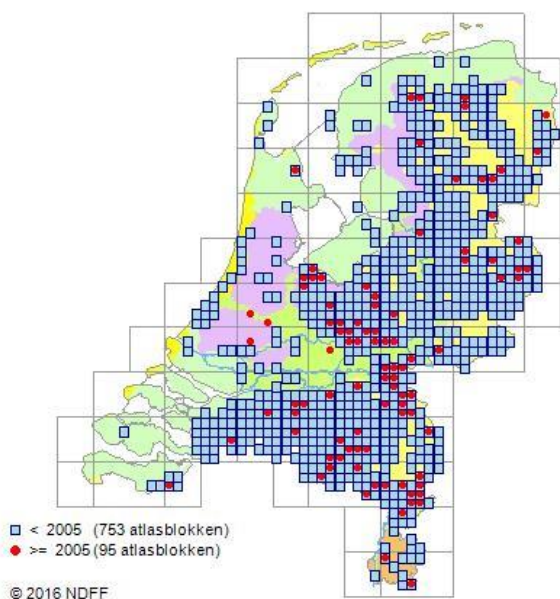 < 2005 (753 atlasblokken)
>= 2005 (95 atlasblokken)
© 2016 NDFF